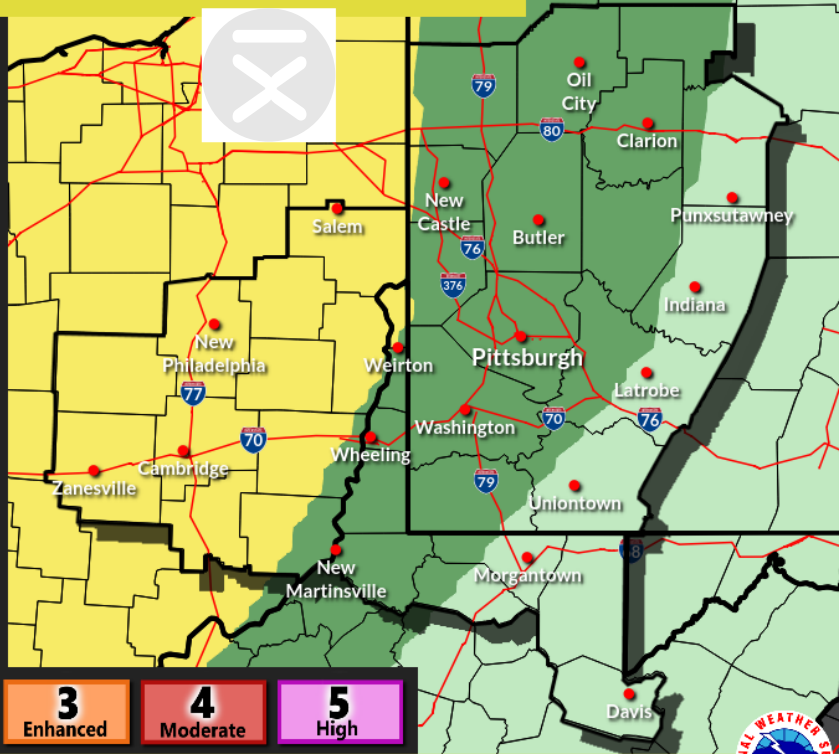 79
Oil
City
80
Clarion
New
Castle
Punxsutawney
Salem
Butler
76
376
Indiana
New
Philadelphia
Weirton
Pittsburgh
77
Latrobe
Washington
70
76
70
Wheeling
Cambridge
Zanesville
79
Uniontown
New
Martinsville
Morgantown
3
Enhanced
4
Moderate
5
High
Davis
WEATHER